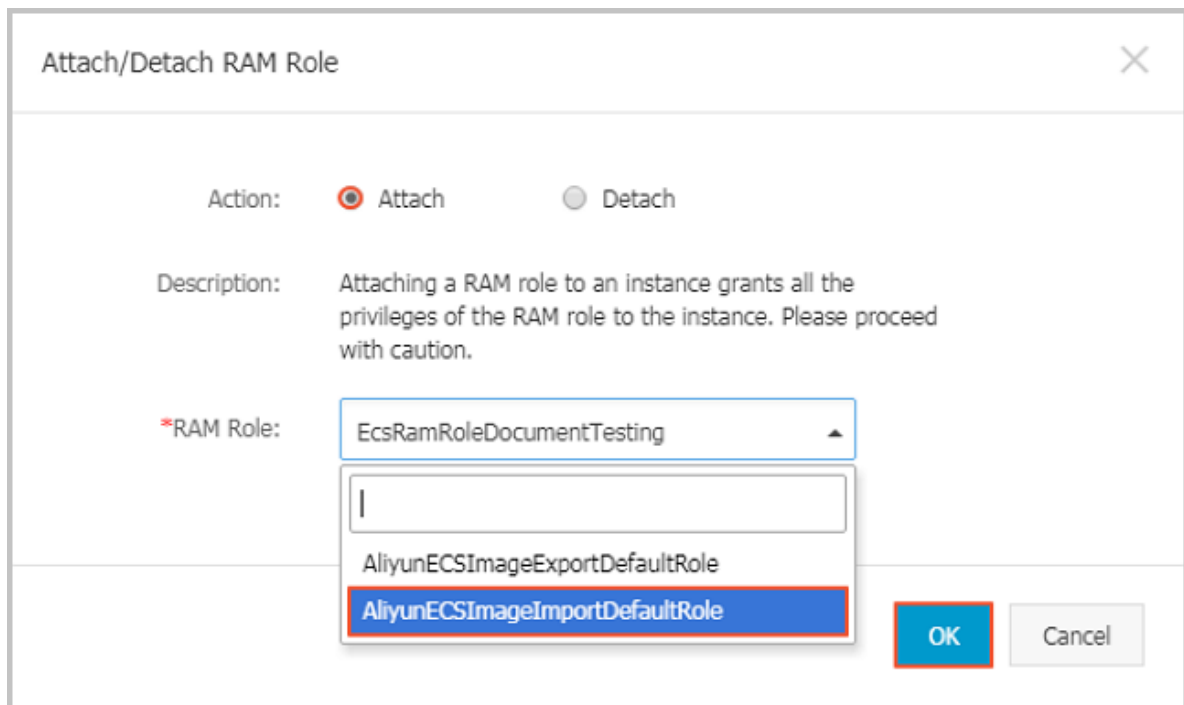 Attach/Detach RAM Role
Action: Attach Detach
Description: Attaching a RAM role to an instance grants all the
privileges of the RAM role to the instance. Please proceed
with caution.
*RAM Role: EcsRamRoleDocumentTesting
AliyunECSImageExportDefaultRole
AliyunECSImageImportDefaultRole
OK Cancel